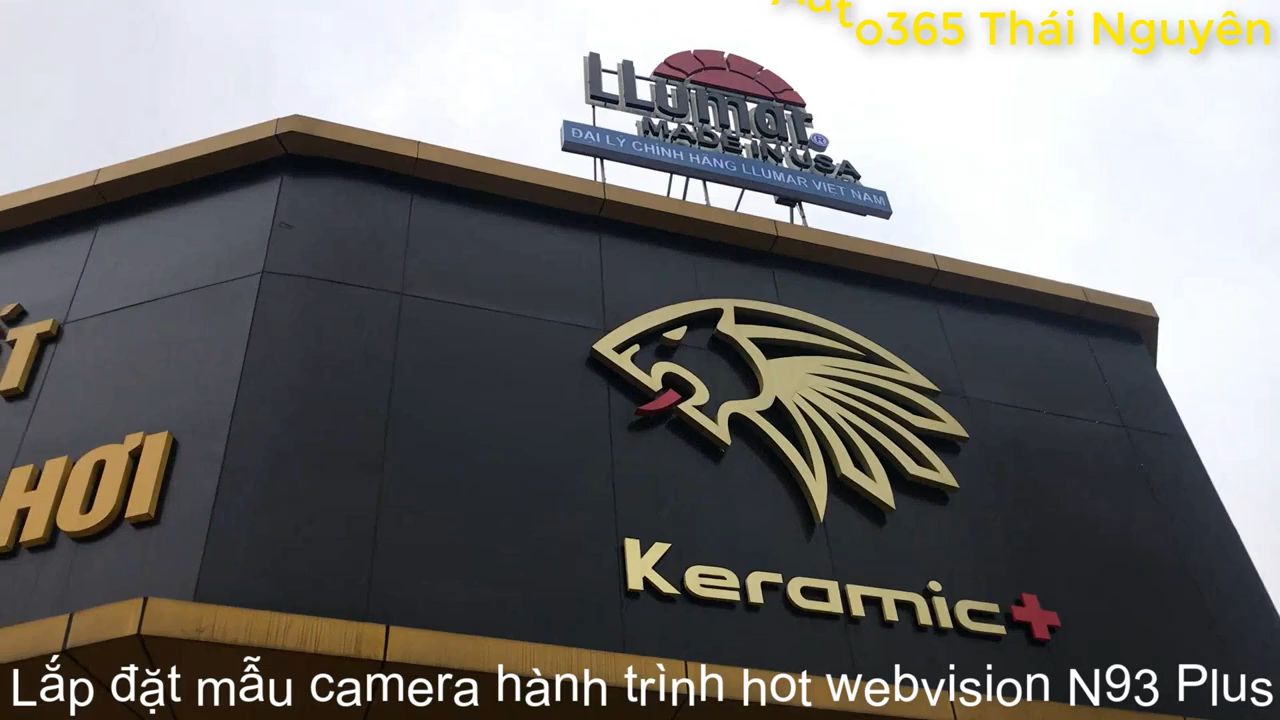 Auto365 Thái Nguyên
LLumar®
MADE IN USA
ĐẠI LÝ CHÍNH HÃNG LLUMAR VIỆT NAM
HƠI
Keramic+
Lắp đặt mẫu camera hành trình hot webvision N93 Plus